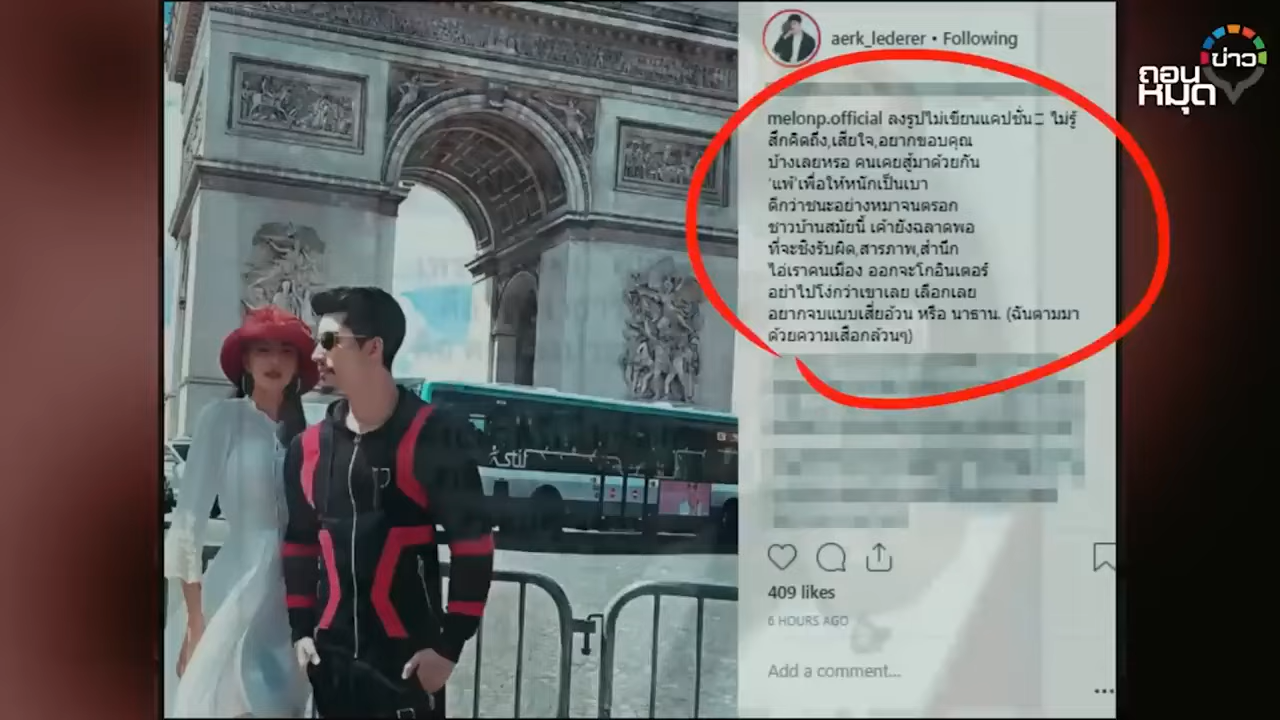 ถอน
หมุด
ข่าว
aerk_lederer • Following
melonp.official ลงรูปไม่เขียนแคปชั่น ไม่รู้
สึกคิดถึง,เสียใจ,อยากขอบคุณ
บ้างเลยหรอ คนเคยสู้มาด้วยกัน
'แพ้'เพื่อให้หนักเป็นเบา
ดีกว่าชนะอย่างหมาจนตรอก
ชาวบ้านสมัยนี้ เค้ายังฉลาดพอ
ที่จะชิงรับผิด,สารภาพ,สำนึก
ไอ่เราคนเมือง ออกจะโกอินเตอร์
อย่าไปโง่กว่าเขาเลย เลือกเลย
อยากจบแบบเสี่ยอ้วน หรือ นาธาน. (ฉันตามมา
ด้วยความเสือกล้วนๆ)
409 likes
6 HOURS AGO
Add a comment...